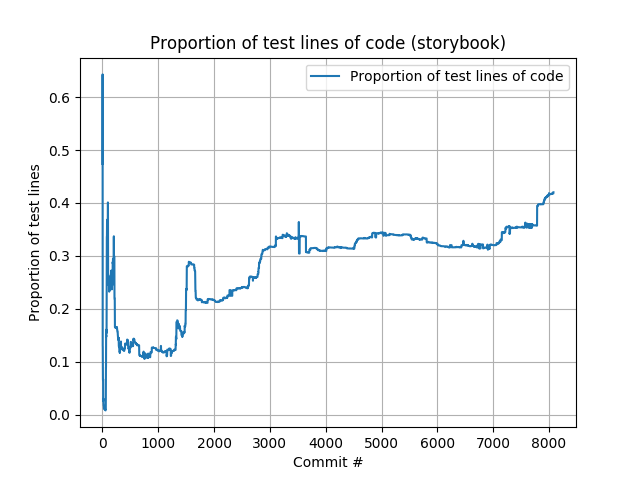 Proportion of test lines of code (storybook)
Proportion of test lines of code
Proportion of test lines
0.6
0.5
0.4
0.3
0.2
0.1
0.0
0 1000 2000 3000 4000 5000 6000 7000 8000
Commit #